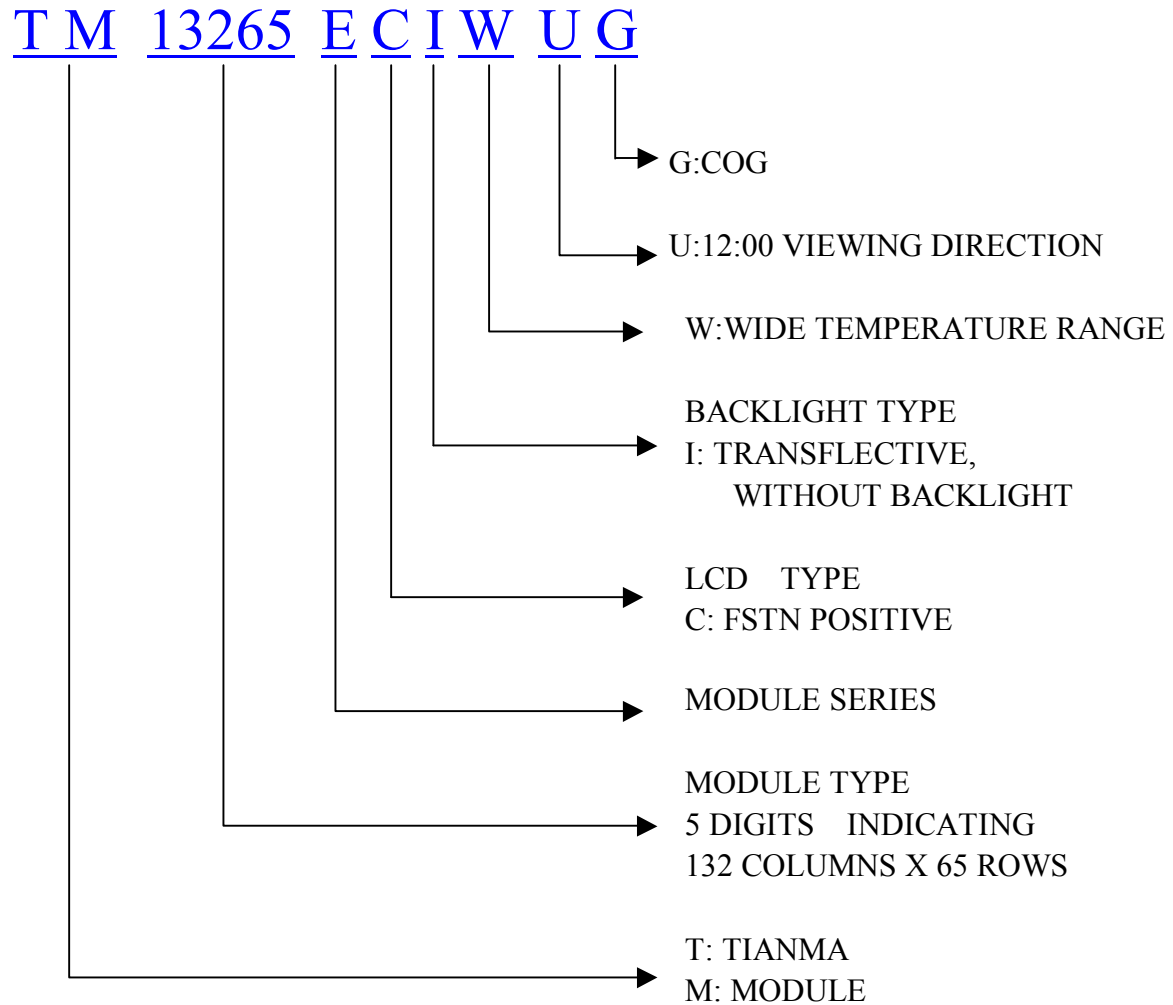 T M 13265 E C I W U G
G:COG
U:12:00 VIEWING DIRECTION
W:WIDE TEMPERATURE RANGE
BACKLIGHT TYPE
I: TRANSFLECTIVE,
WITHOUT BACKLIGHT
LCD TYPE
C: FSTN POSITIVE
MODULE SERIES
MODULE TYPE
5 DIGITS INDICATING
132 COLUMNS X 65 ROWS
T: TIANMA
M: MODULE